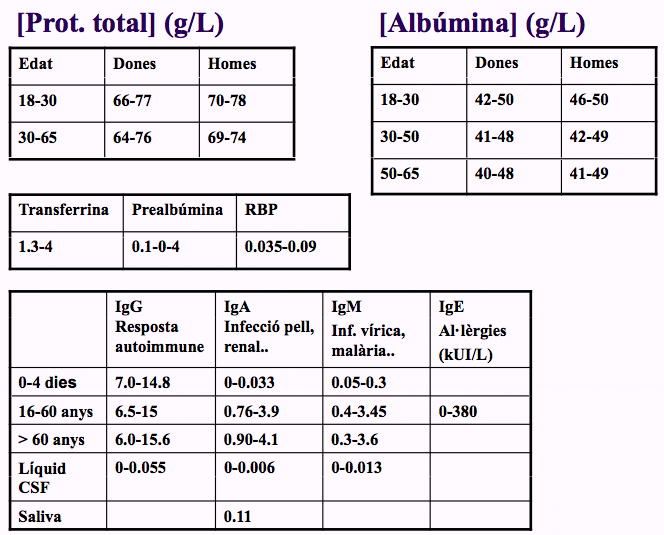 [Prot. total] (g/L)
Edat Dones Homes
18-30 66-77 70-78
30-65 64-76 69-74
[Albúmina] (g/L)
Edat Dones Homes
18-30 42-50 46-50
30-50 41-48 42-49
50-65 40-48 41-49
Transferrina Prealbúmina RBP
1.3-4 0.1-0-4 0.035-0.09
IgG IgA IgM IgE
Resposta Infecció pell, Inf. vírica, Al·lèrgies
autoimmune renal.. malària.. (kUI/L)
0-4 dies 7.0-14.8 0-0.033 0.05-0.3
16-60 anys 6.5-15 0.76-3.9 0.4-3.45 0-380
> 60 anys 6.0-15.6 0.90-4.1 0.3-3.6
Líquid 0-0.055 0-0.006 0-0.013
CSF
Saliva 0.11